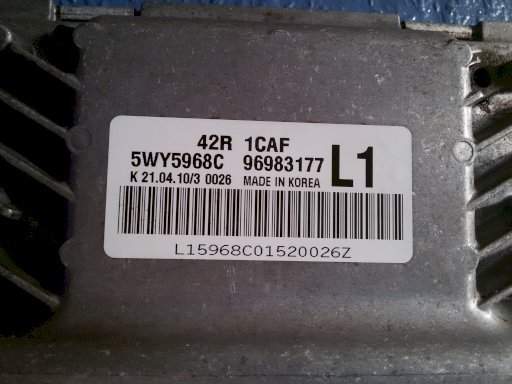 42R 1CAF
5WY5968C 96983177 L1
K 21.04.10/3 0026 MADE IN KOREA
L15968C01520026Z